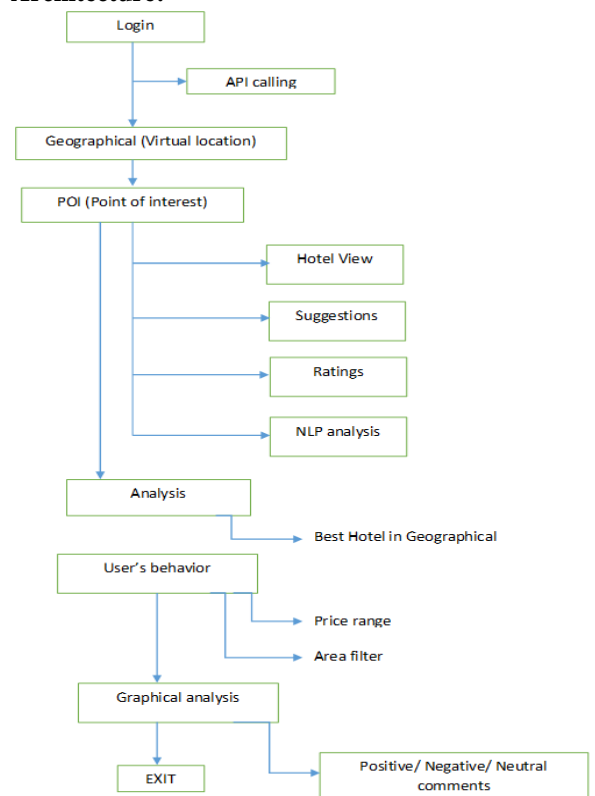 Architecture:
Login
API calling
Geographical (Virtual location)
POI (Point of interest)
Hotel View
Suggestions
Ratings
NLP analysis
Analysis
Best Hotel in Geographical
User's behavior
Price range
Area filter
Graphical analysis
Positive/ Negative/ Neutral
comments
EXIT